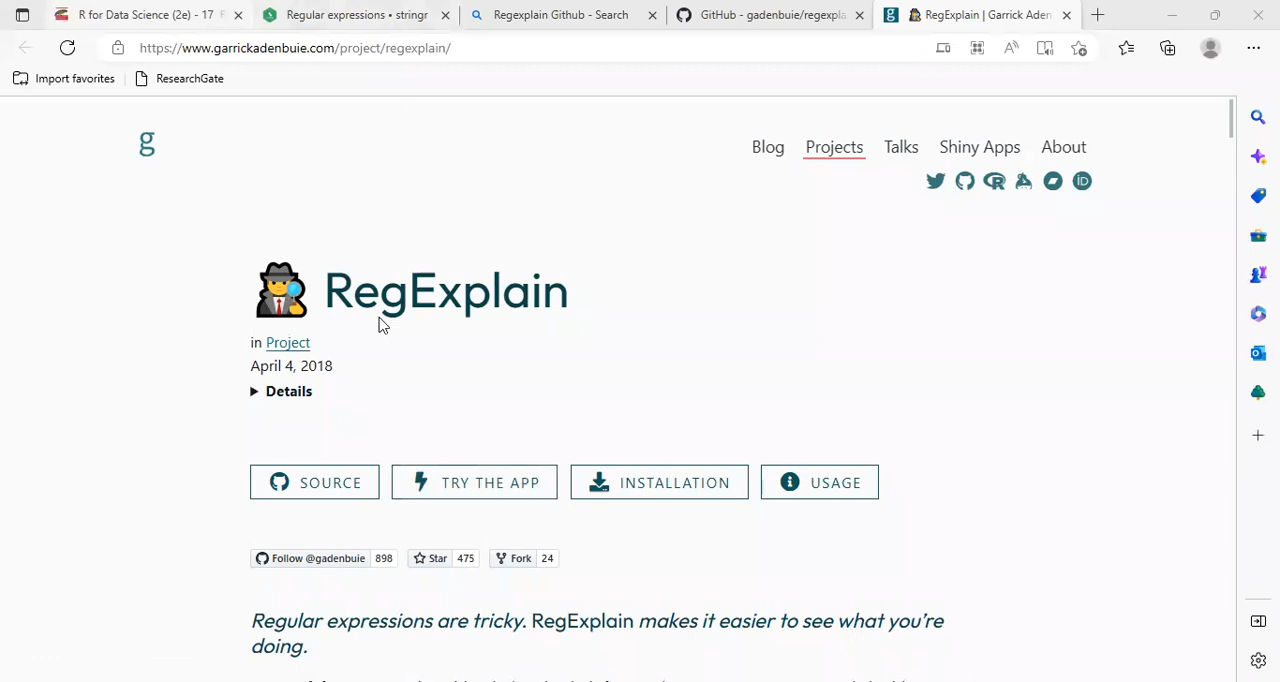 R for Data Science (2e) - 17
Regular expressions • stringr
Regexplain Github - Search
GitHub - gadenbuie/regexpla
g
RegExplain | Garrick Aden
https://www.garrickadenbuie.com/project/regexplain/
Import favorites
ResearchGate
g
Blog
Projects
Talks
Shiny Apps
About
R
iD
RegExplain
in Project
April 4, 2018
Details
SOURCE
TRY THE APP
INSTALLATION
USAGE
Follow @gadenbuie 898
Star 475
Fork 24
Regular expressions are tricky. RegExplain makes it easier to see what you're
doing.